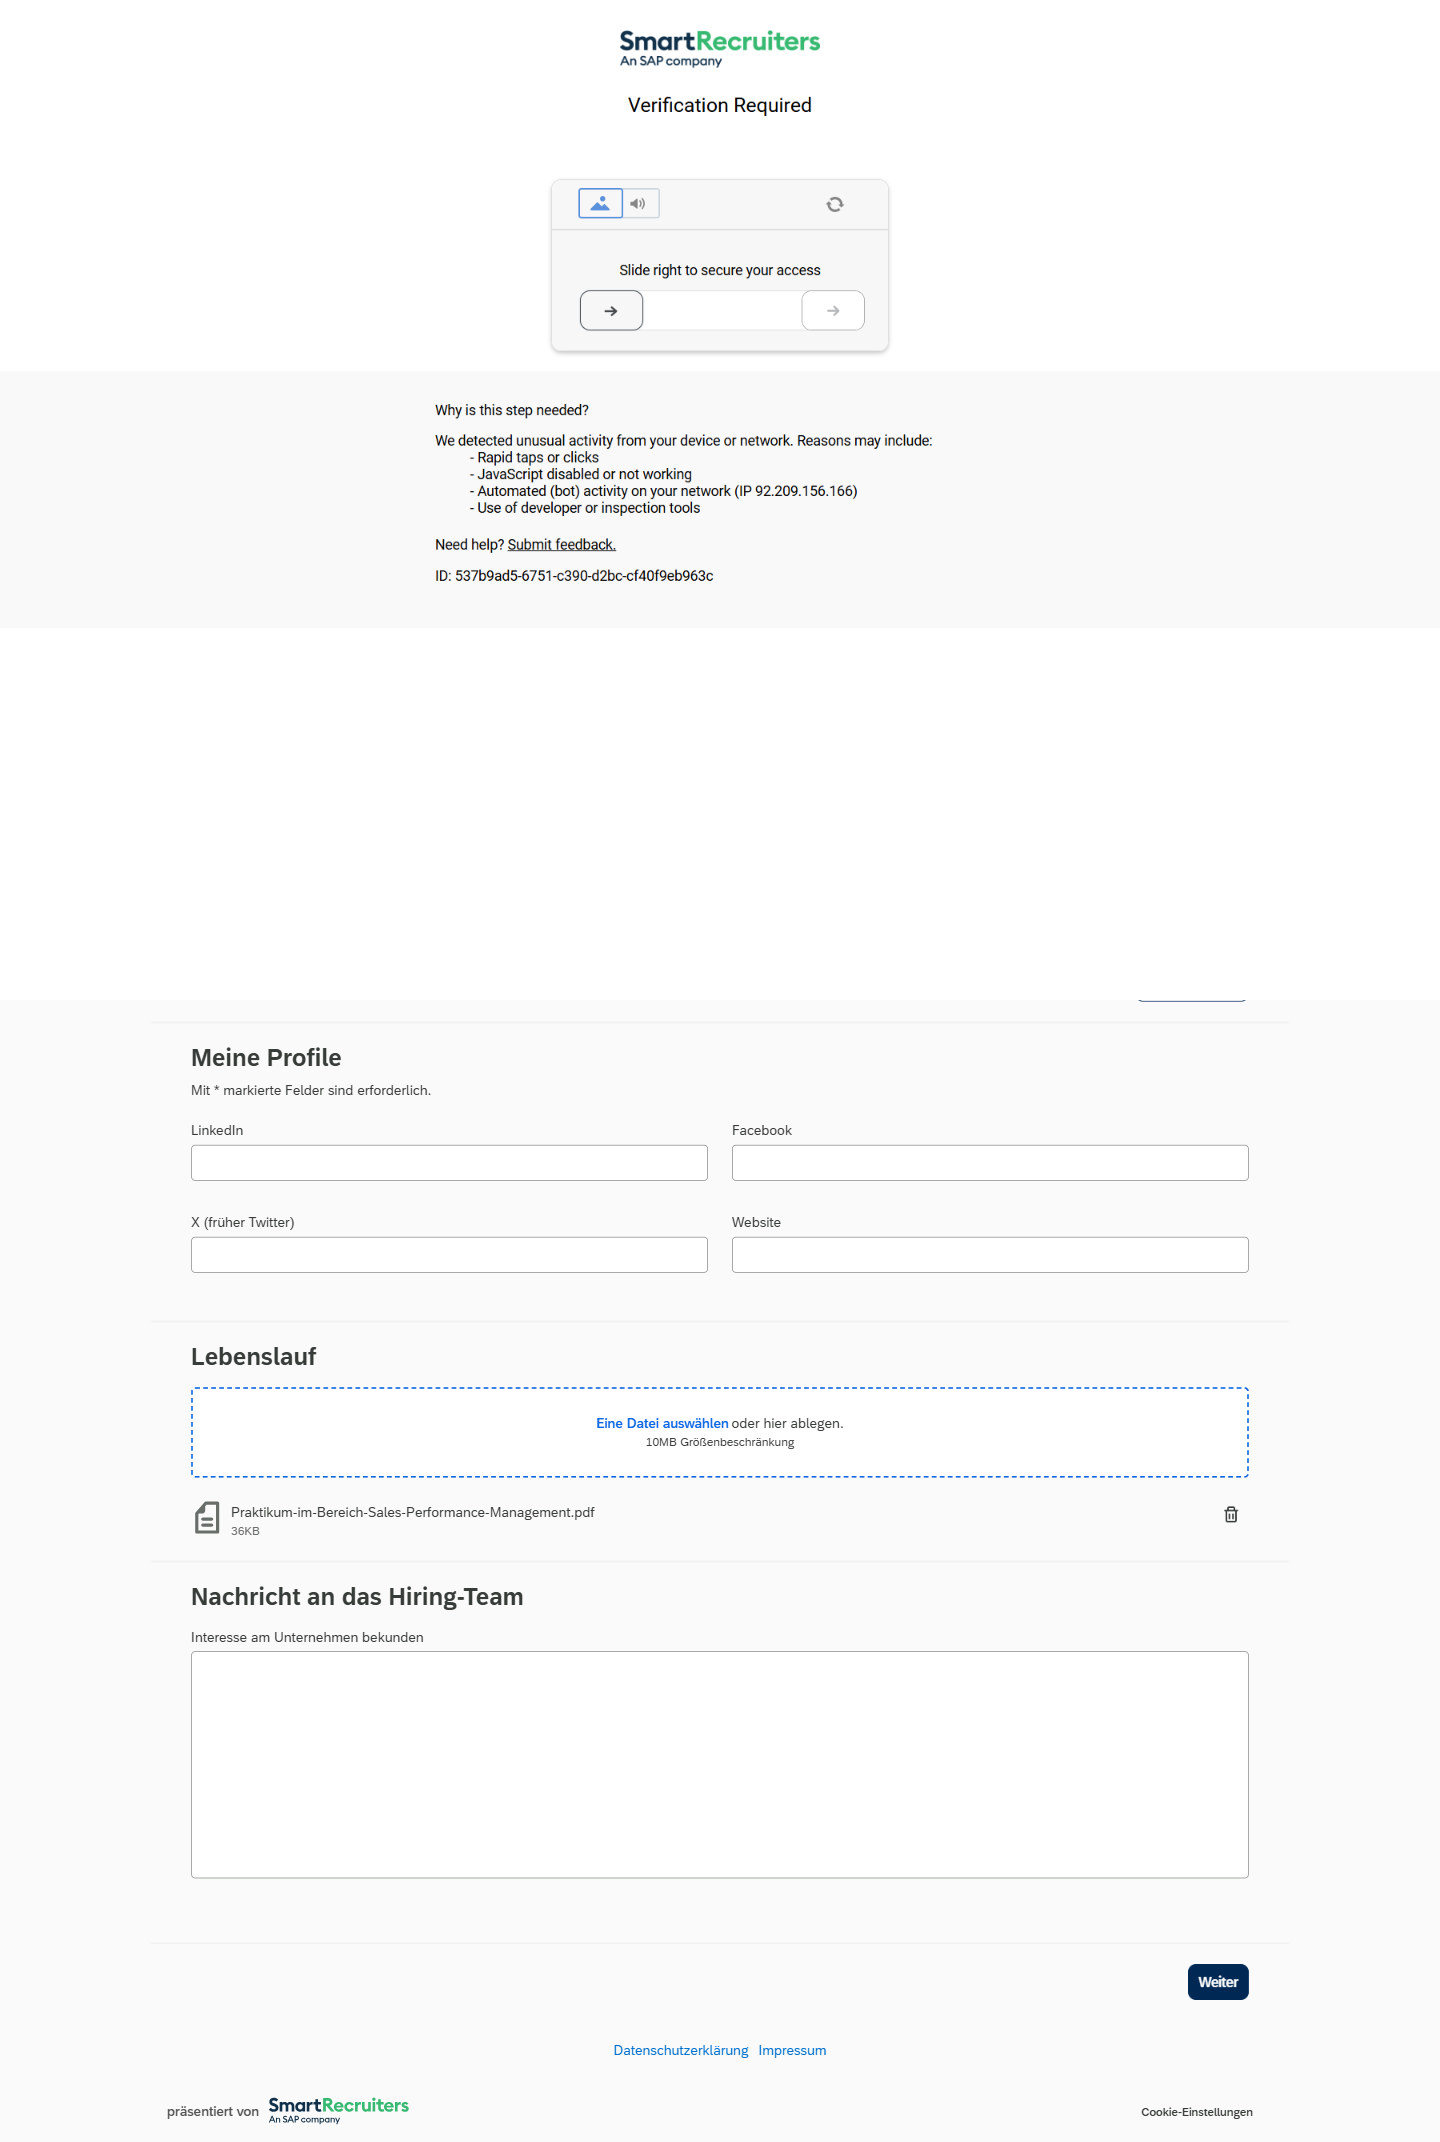 SmartRecruiters
An SAP company
Verification Required
Slide right to secure your access
Why is this step needed?
We detected unusual activity from your device or network. Reasons may include:
- Rapid taps or clicks
- JavaScript disabled or not working
- Automated (bot) activity on your network (IP 92.209.156.166)
- Use of developer or inspection tools
Need help? Submit feedback.
ID: 537b9ad5-6751-c390-d2bc-cf40f9eb963c
Meine Profile
Mit * markierte Felder sind erforderlich.
LinkedIn
Facebook
X (früher Twitter)
Website
Lebenslauf
Eine Datei auswählen oder hier ablegen.
10MB Größenbeschränkung
Praktikum-im-Bereich-Sales-Performance-Management.pdf
36KB
Nachricht an das Hiring-Team
Interesse am Unternehmen bekunden
Weiter
Datenschutzerklärung Impressum
präsentiert von SmartRecruiters
An SAP company
Cookie-Einstellungen